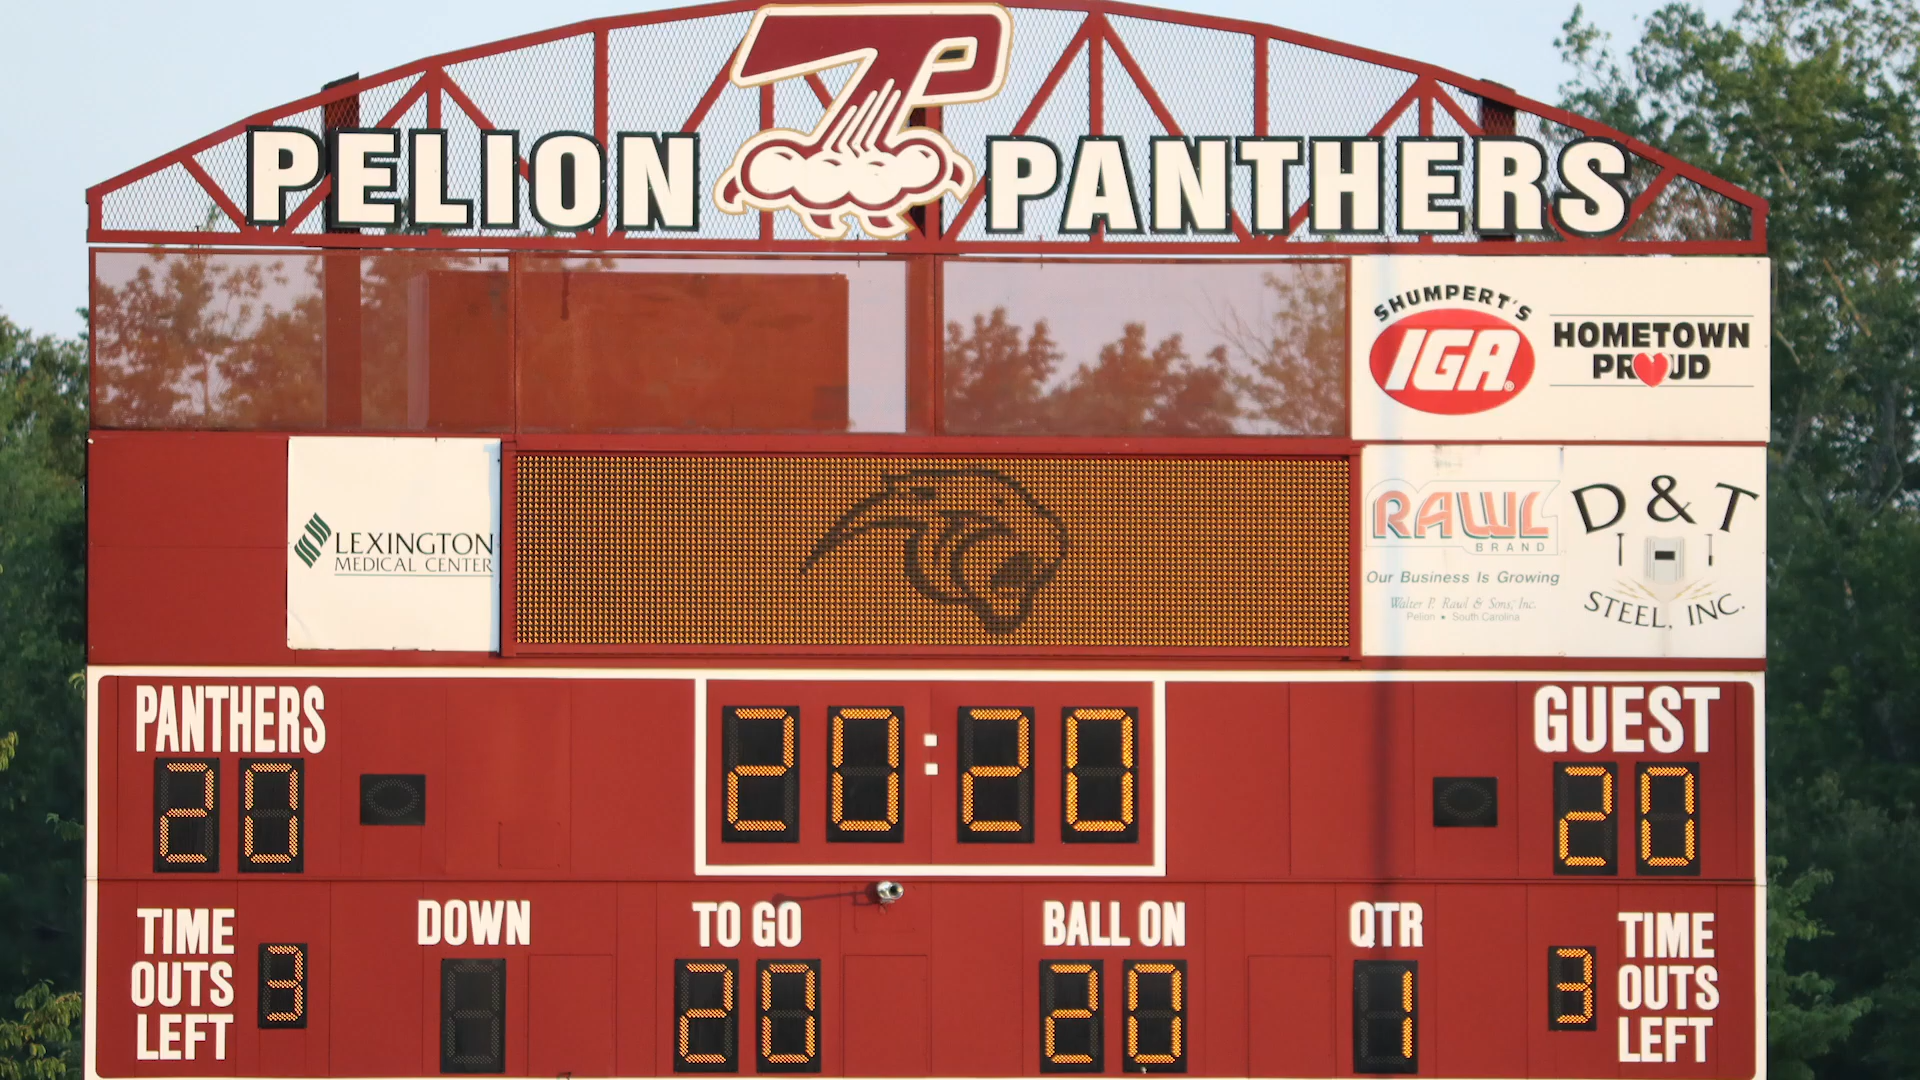 P
PELION PANTHERS
SHUMPERT'S
IGA®
HOMETOWN
PROUD
LEXINGTON
MEDICAL CENTER
RAWL
BRAND
Our Business Is Growing
Walter P. Rawl & Sons, Inc.
Pelion ★ South Carolina
D & T
STEEL, INC.
PANTHERS
20
20:20
GUEST
20
TIME
OUTS
LEFT
3
DOWN
TO GO
20
BALL ON
20
QTR
1
3
TIME
OUTS
LEFT